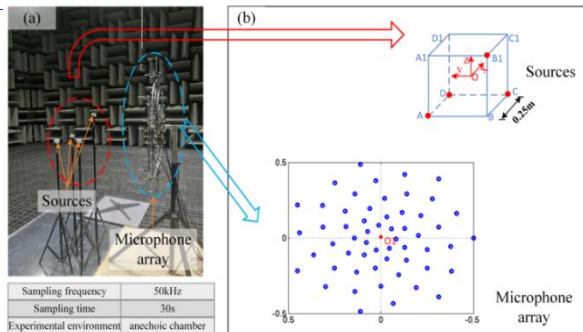 (a)
Sources
Microphone
array
Sampling frequency 50kHz
Sampling time 30s
Experimental environment anechoic chamber
(b)
D1 C1
A1 B1
Z
Y
O
D C
A B
0.25m
Sources
0.5
O1
0
-0.5
0.5 0 -0.5
Microphone
array